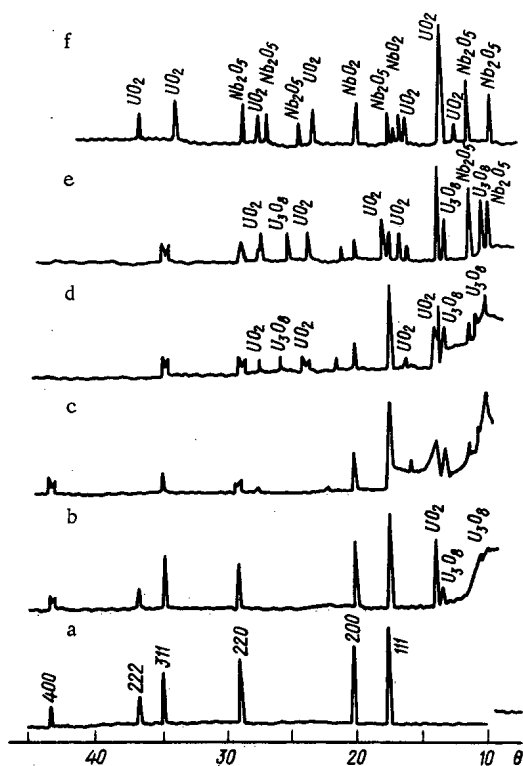 f
UO₂ UO₂ Nb₂O₅ UO₂ Nb₂O₅ Nb₂O₅ UO₂ NbO₂ Nb₂O₅ NbO₂ UO₂ UO₂ UO₂ Nb₂O₅ Nb₂O₅
e
UO₂ U₃O₈ UO₂ UO₂ UO₂ U₃O₈ Nb₂O₅ U₃O₈ Nb₂O₅
d
UO₂ U₃O₈ UO₂ UO₂ UO₂ U₃O₈ U₃O₈
c
b
UO₂ U₃O₈ U₃O₈
a
400 222 311 220 200 111
40 30 20 10 θ